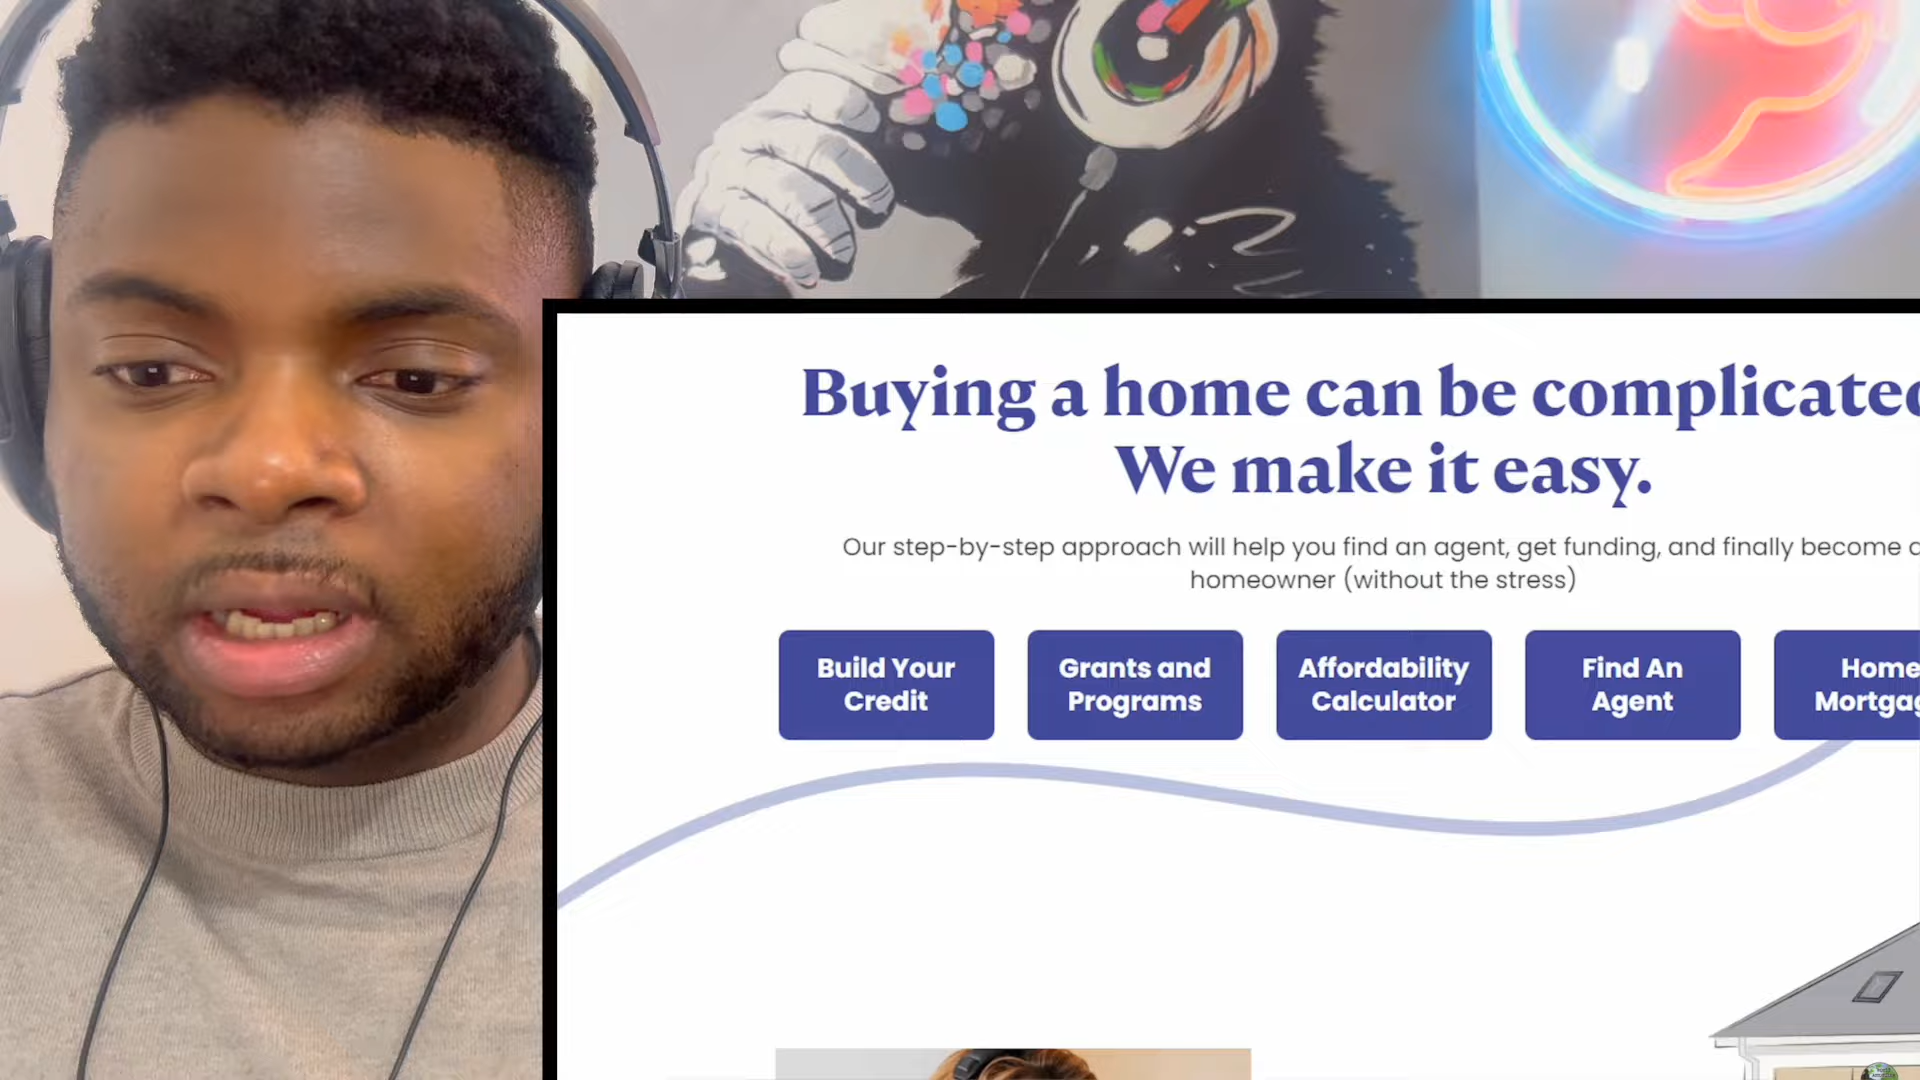 Buying a home can be complicated
We make it easy.
Our step-by-step approach will help you find an agent, get funding, and finally become a
homeowner (without the stress)
Build Your
Credit
Grants and
Programs
Affordability
Calculator
Find An
Agent
Home